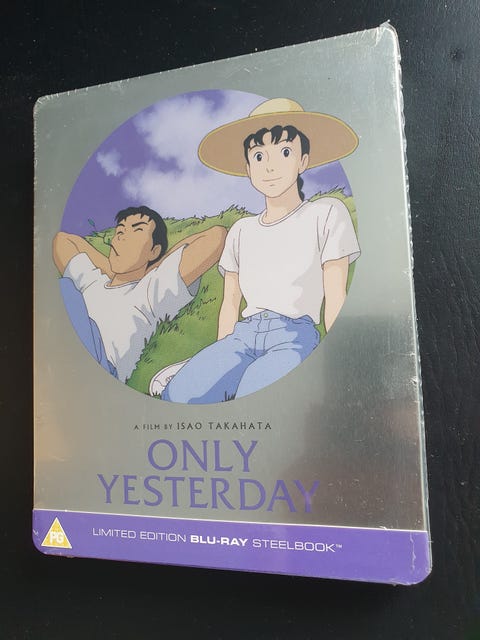 A FILM BY ISAO TAKAHATA
ONLY
YESTERDAY
PG
LIMITED EDITION BLU-RAY STEELBOOK™